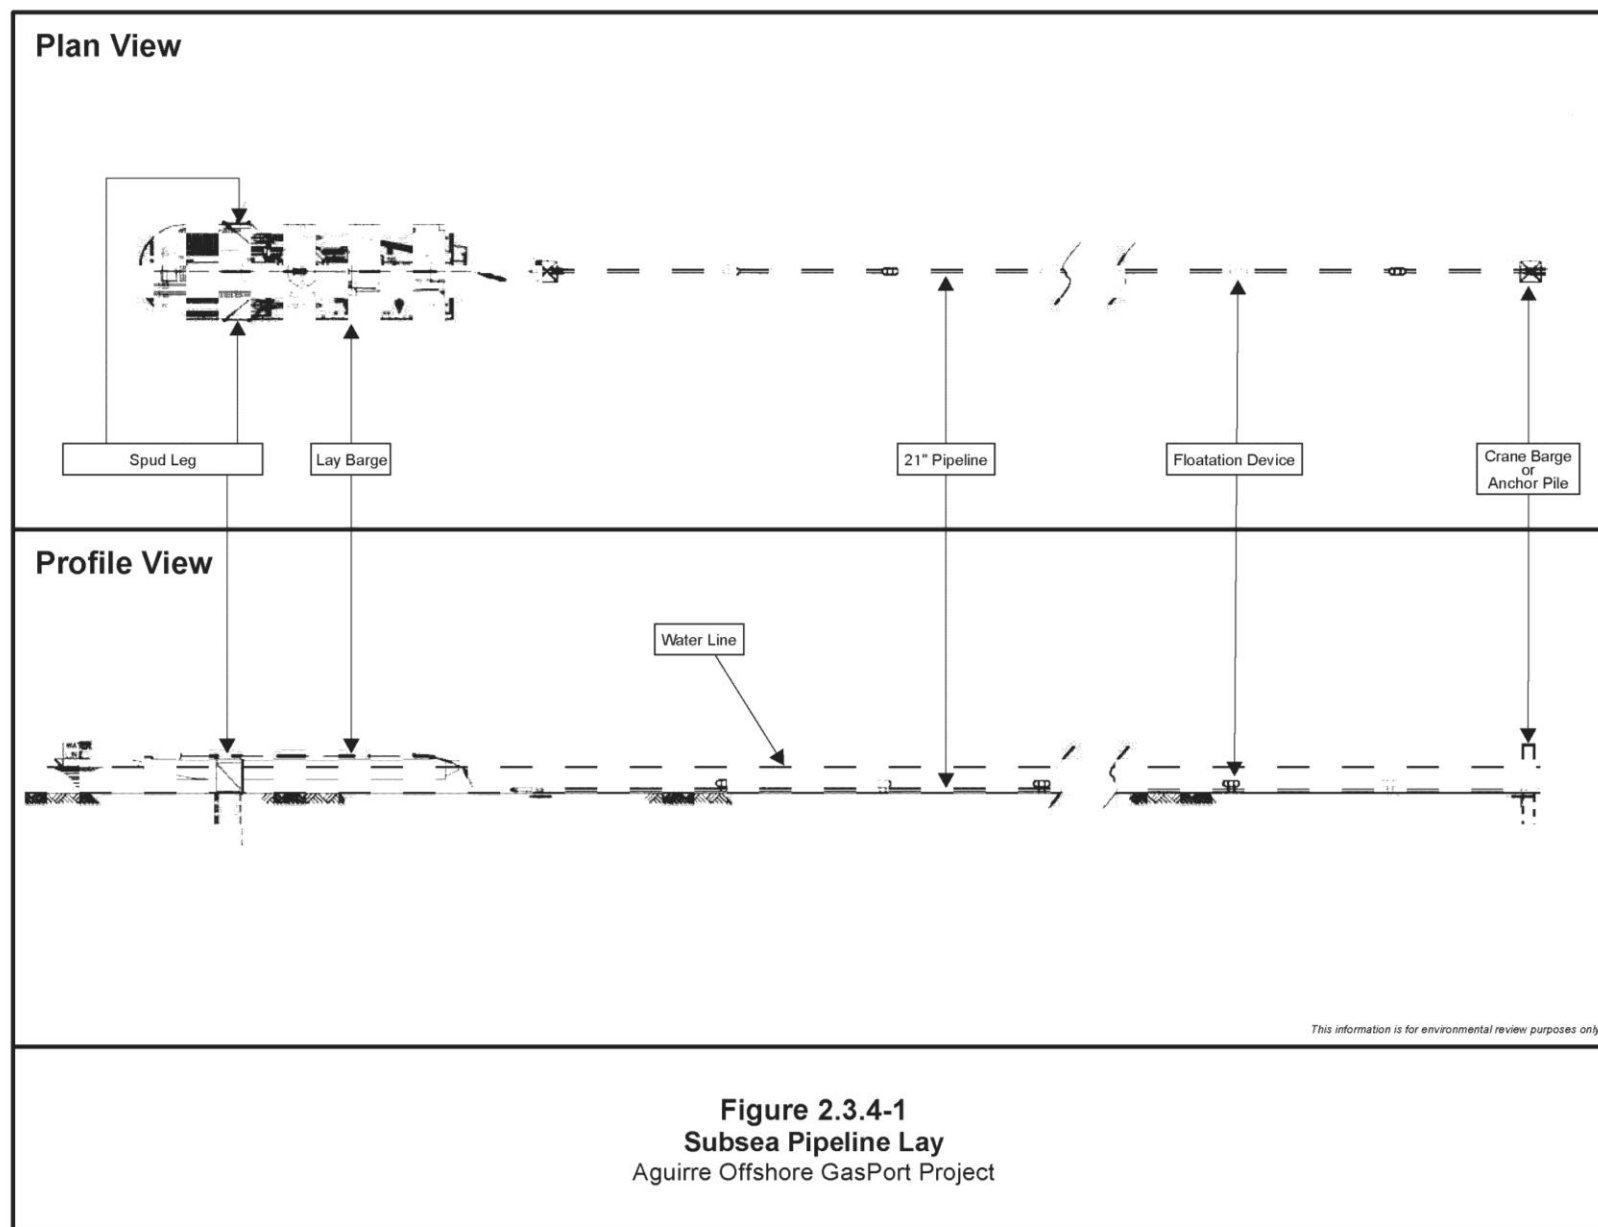 Plan View
Spud Leg
Lay Barge
21" Pipeline
Floatation Device
Crane Barge
or
Anchor Pile
Profile View
Water Line
WATER
This information is for environmental review purposes only
Figure 2.3.4-1
Subsea Pipeline Lay
Aguirre Offshore GasPort Project